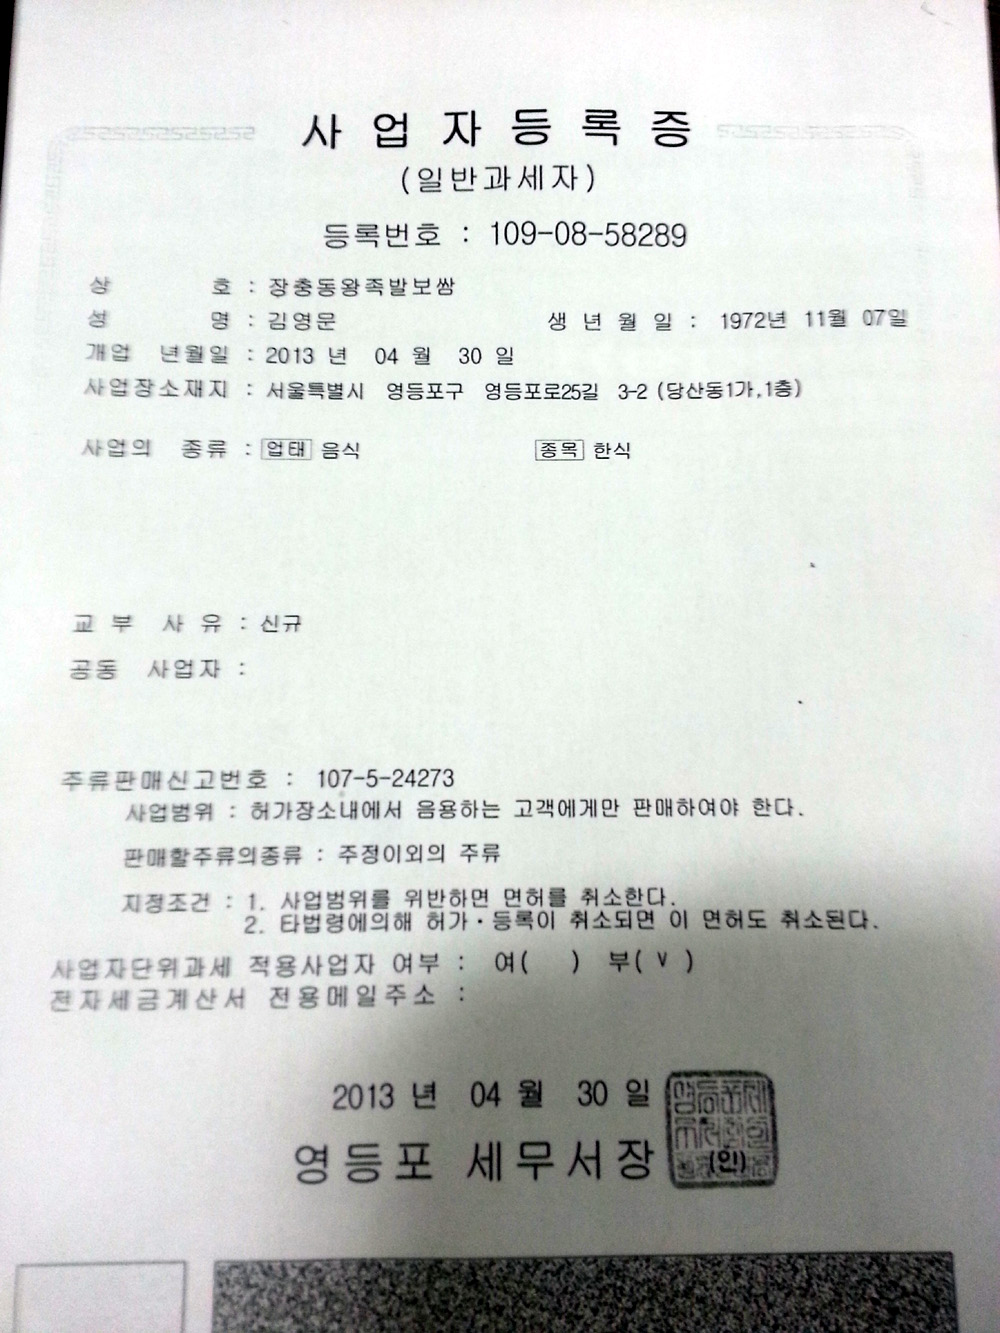 사업자등록증
(일반과세자)
등록번호 : 109-08-58289
상 호 : 장충동왕족발보쌈
성 명 : 김영문 생 년 월 일 : 1972년 11월 07일
개업 년월일 : 2013 년 04 월 30 일
사업장소재지 : 서울특별시 영등포구 영등포로25길 3-2 (당산동1가,1층)
사업의 종류 : 업태 음식 종목 한식
교 부 사 유 : 신규
공동 사업자 :
주류판매신고번호 : 107-5-24273
사업범위 : 허가장소내에서 음용하는 고객에게만 판매하여야 한다.
판매할주류의종류 : 주정이외의 주류
지정조건 : 1. 사업범위를 위반하면 면허를 취소한다.
2. 타법령에의해 허가·등록이 취소되면 이 면허도 취소된다.
사업자단위과세 적용사업자 여부 : 여( ) 부( v )
전자세금계산서 전용메일주소 :
2013 년 04 월 30 일
영등포 세무서장 (인)